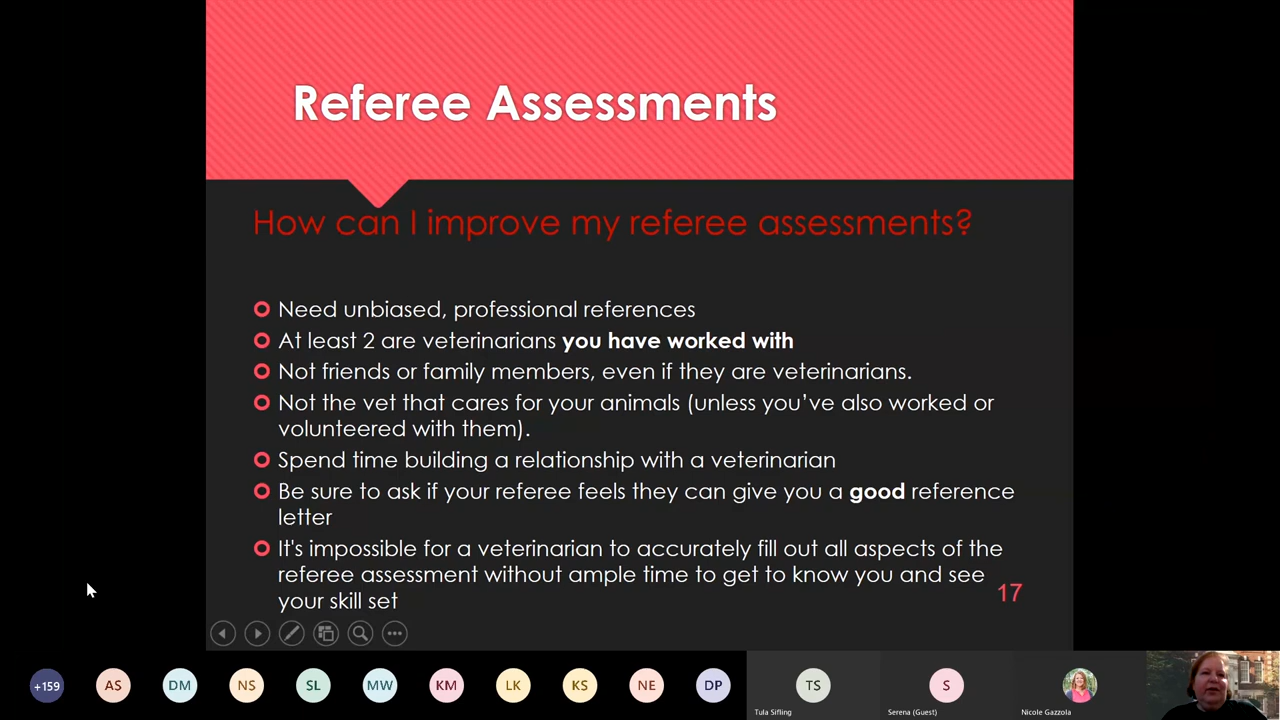 Referee Assessments
How can I improve my referee assessments?
Need unbiased, professional references
At least 2 are veterinarians you have worked with
Not friends or family members, even if they are veterinarians.
Not the vet that cares for your animals (unless you’ve also worked or
volunteered with them).
Spend time building a relationship with a veterinarian
Be sure to ask if your referee feels they can give you a good reference
letter
It's impossible for a veterinarian to accurately fill out all aspects of the
referee assessment without ample time to get to know you and see
your skill set
17
+159 AS DM NS SL MW KM LK KS NE DP TS S
Tula Sifling Serena (Guest) Nicole Gazzola